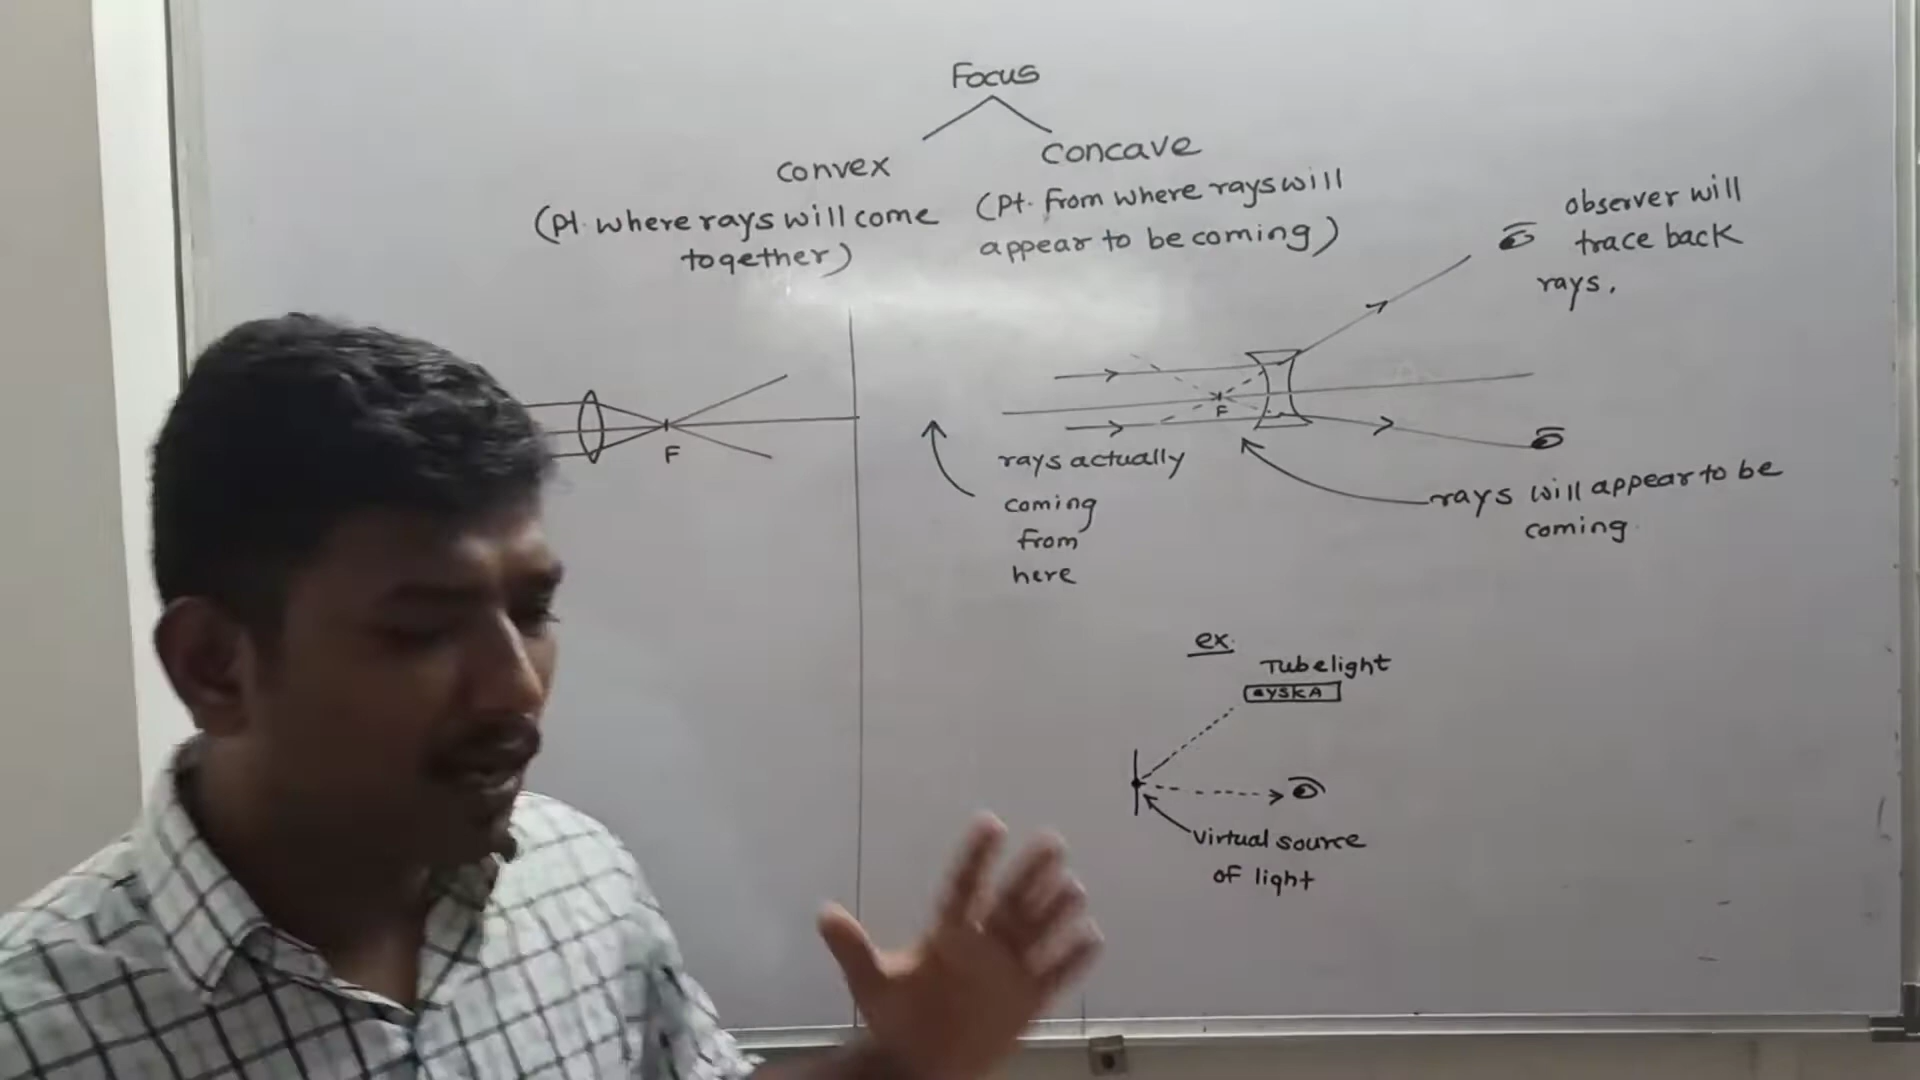 Focus
convex
concave
(pt. where rays will come
together)
(pt. from where rays will
appear to be coming)
observer will
trace back
rays.
F
F
rays actually
coming
from
here
rays will appear to be
coming
ex.
Tubelight
Virtual source
of light